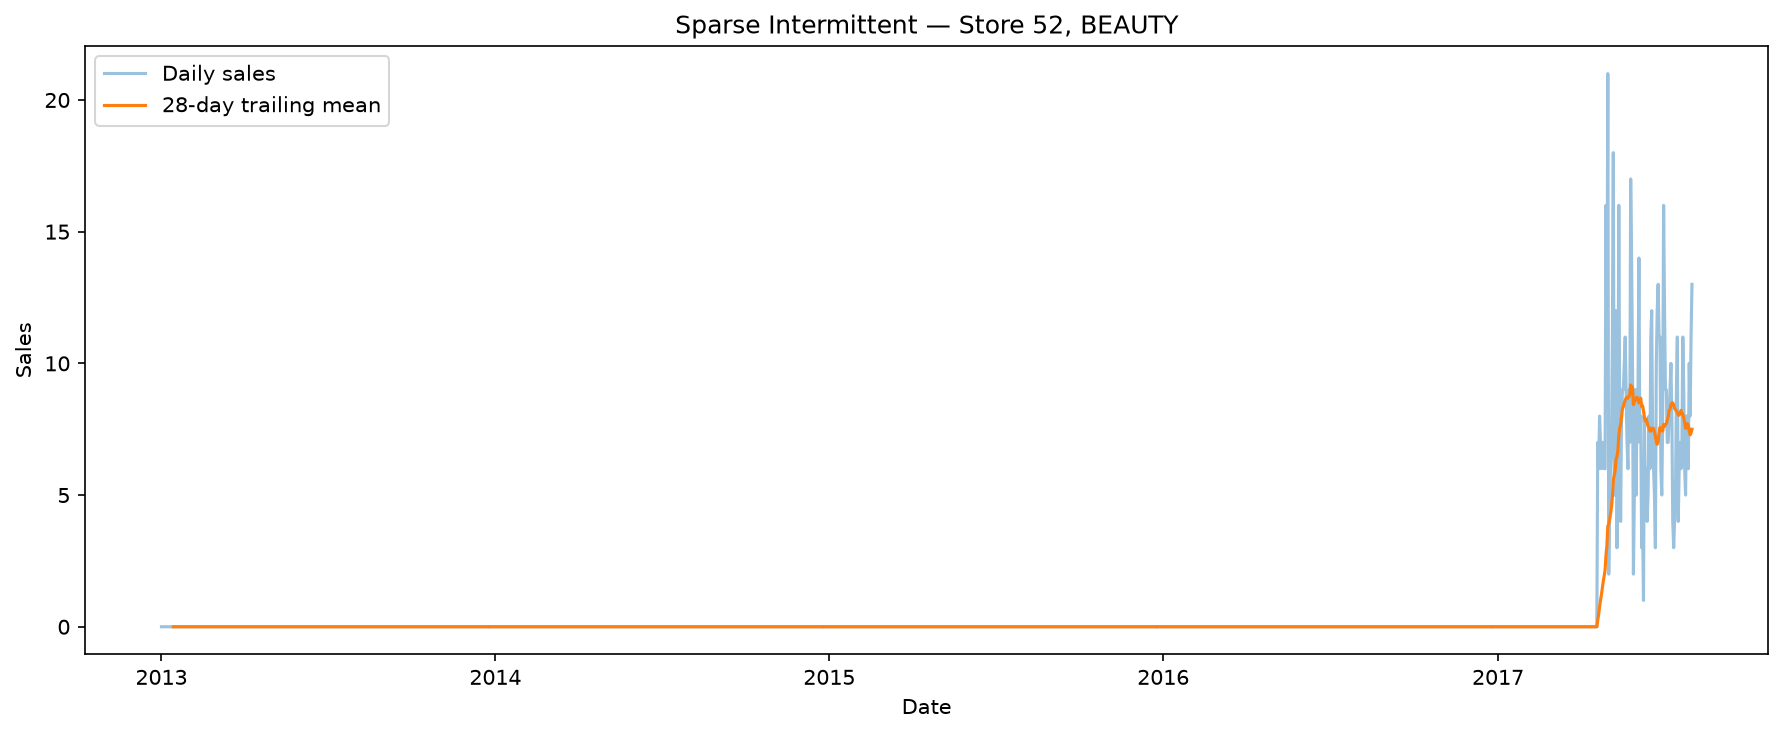 Sparse Intermittent — Store 52, BEAUTY
Daily sales
28-day trailing mean
20
15
10
5
0
Sales
2013
2014
2015
2016
2017
Date